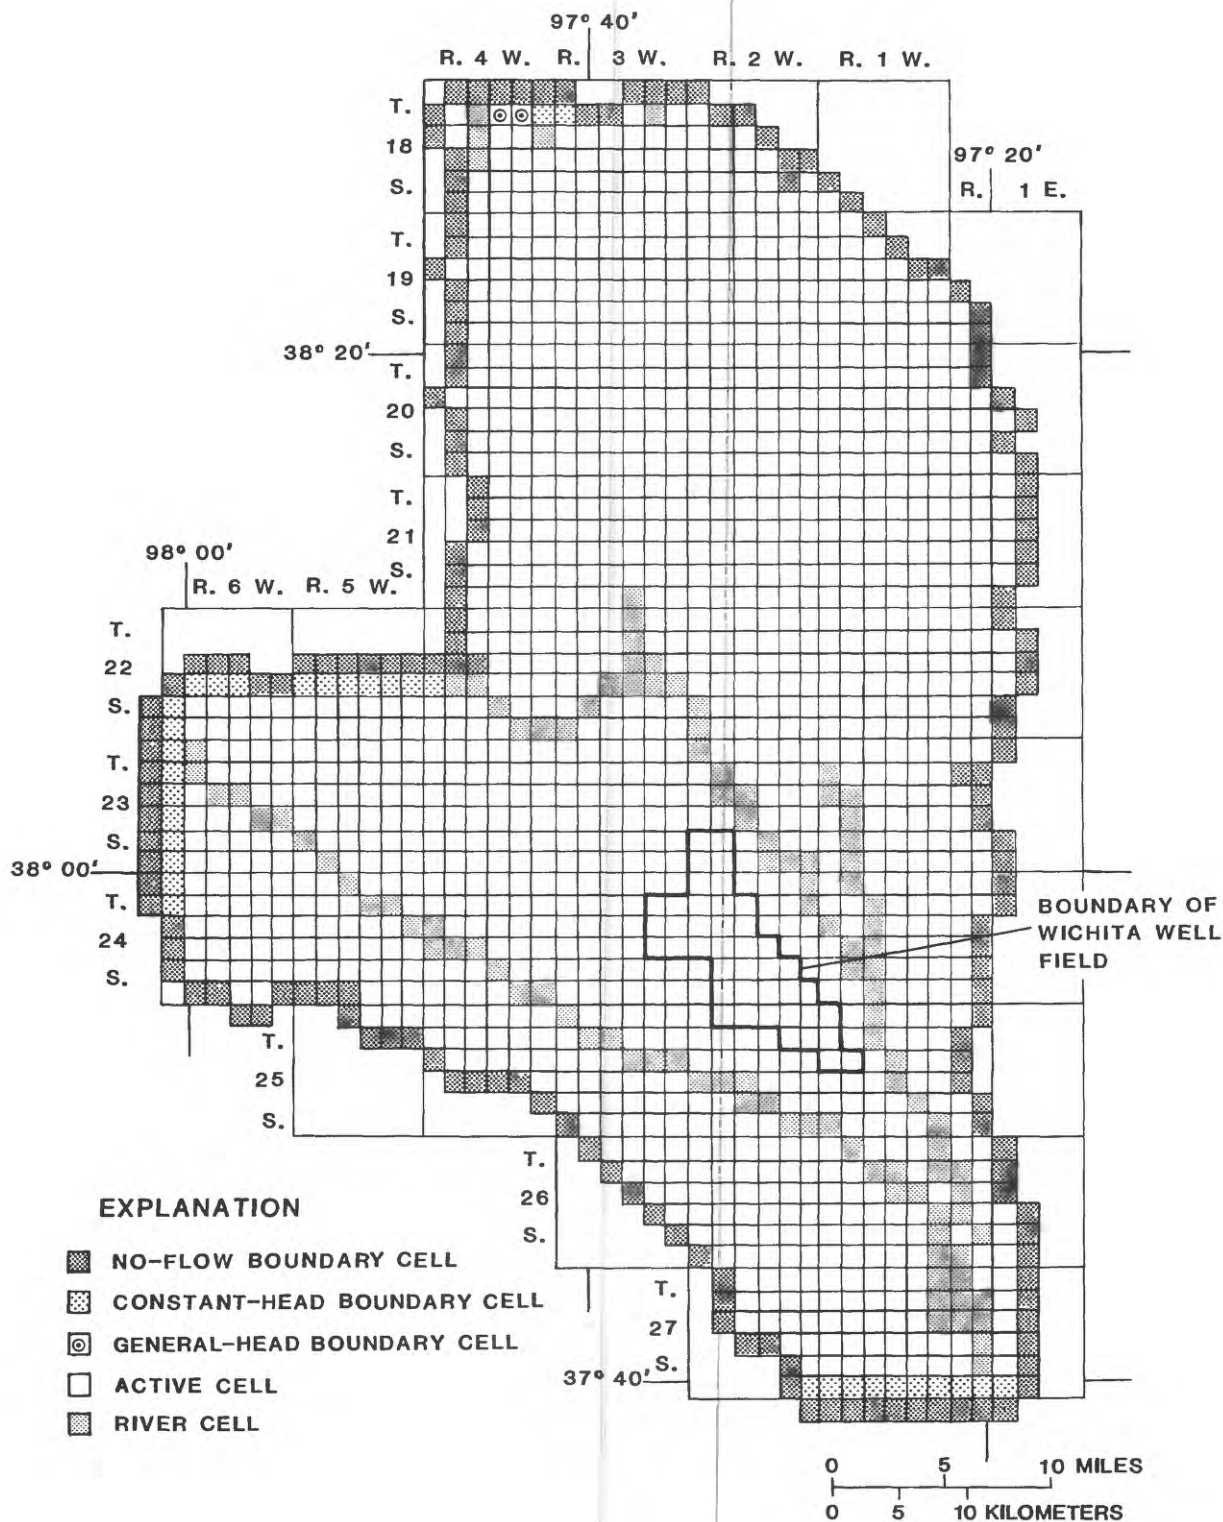 97° 40'
R. 4 W. R. 3 W. R. 2 W. R. 1 W.
T.
18
S.
97° 20'
R. 1 E.
T.
19
S.
38° 20'
T.
20
S.
T.
21
S.
98° 00'
R. 6 W. R. 5 W.
T.
22
S.
T.
23
S.
38° 00'
T.
24
S.
BOUNDARY OF
WICHITA WELL
FIELD
T.
25
S.
T.
26
S.
T.
27
S.
37° 40'
EXPLANATION
NO-FLOW BOUNDARY CELL
CONSTANT-HEAD BOUNDARY CELL
GENERAL-HEAD BOUNDARY CELL
ACTIVE CELL
RIVER CELL
0 5 10 MILES
0 5 10 KILOMETERS